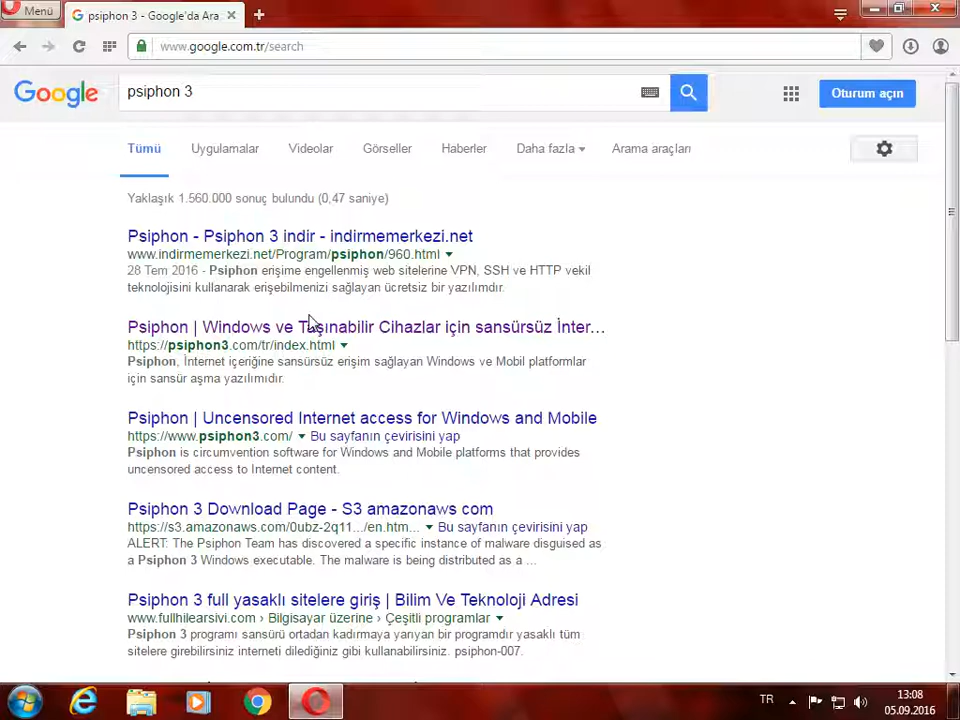 Menü
psiphon 3 - Google'da Ara
www.google.com.tr/search
Google
psiphon 3
Oturum açın
Tümü
Uygulamalar
Videolar
Görseller
Haberler
Daha fazla
Arama araçları
Yaklaşık 1.560.000 sonuç bulundu (0,47 saniye)
Psiphon - Psiphon 3 indir - indirmemerkezi.net
www.indirmemerkezi.net/Program/psiphon/960.html
28 Tem 2016 - Psiphon erişime engellenmiş web sitelerine VPN, SSH ve HTTP vekil
teknolojisini kullanarak erişebilmenizi sağlayan ücretsiz bir yazılımdır.
Psiphon | Windows ve Taşınabilir Cihazlar için sansürsüz İnter...
https://psiphon3.com/tr/index.html
Psiphon, İnternet içeriğine sansürsüz erişim sağlayan Windows ve Mobil platformlar
için sansür aşma yazılımıdır.
Psiphon | Uncensored Internet access for Windows and Mobile
https://www.psiphon3.com/ Bu sayfanın çevirisini yap
Psiphon is circumvention software for Windows and Mobile platforms that provides
uncensored access to Internet content.
Psiphon 3 Download Page - S3 amazonaws com
https://s3.amazonaws.com/0ubz-2q11.../en.htm... Bu sayfanın çevirisini yap
ALERT: The Psiphon Team has discovered a specific instance of malware disguised as
a Psiphon 3 Windows executable. The malware is being distributed as a ...
Psiphon 3 full yasaklı sitelere giriş | Bilim Ve Teknoloji Adresi
www.fullhilearsivi.com › Bilgisayar üzerine › Çeşitli programlar
Psiphon 3 programı sansürü ortadan kadırmaya yarıyan bir programdır yasaklı tüm
sitelere girebilirsiniz interneti dilediğiniz gibi kullanabilirsiniz. psiphon-007.
TR
13:08
05.09.2016